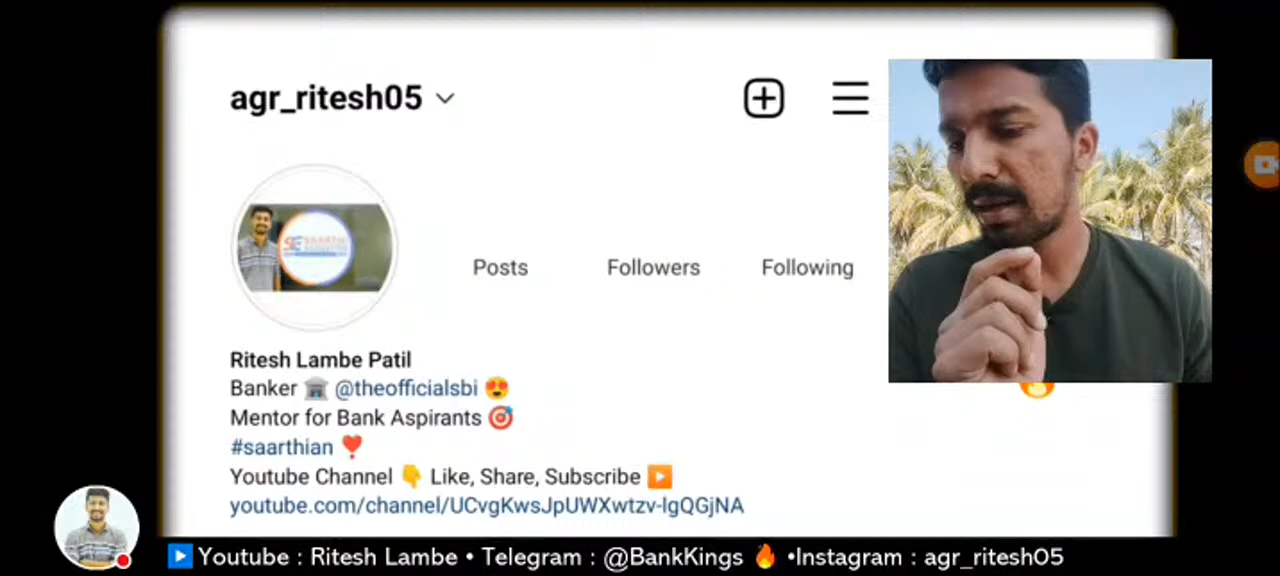 agr_ritesh05
Posts Followers Following
Ritesh Lambe Patil
Banker 🏦 @theofficialsbi 😍
Mentor for Bank Aspirants 🎯
#saarthian ❣️
Youtube Channel 👇 Like, Share, Subscribe ▶️
youtube.com/channel/UCvgKwsJpUWXwtzv-lgQGjNA
▶️ Youtube : Ritesh Lambe • Telegram : @BankKings 🔥 •Instagram : agr_ritesh05